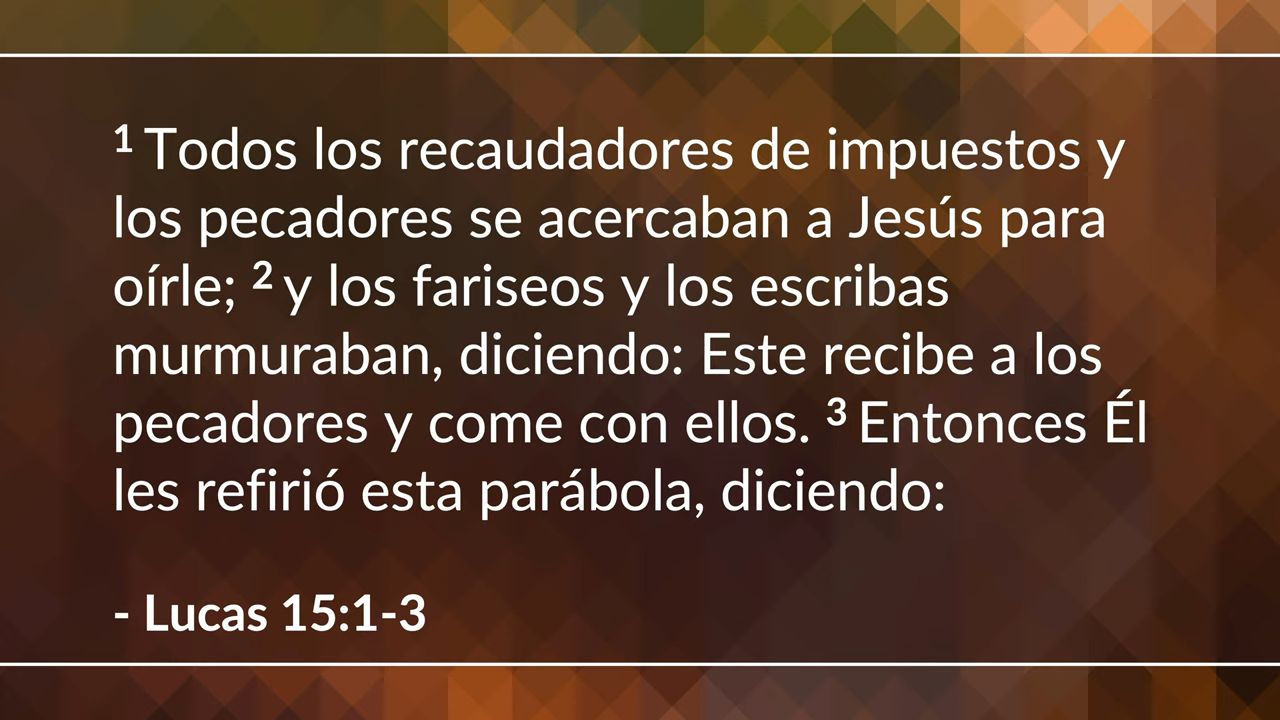 1 Todos los recaudadores de impuestos y
los pecadores se acercaban a Jesús para
oírle; 2 y los fariseos y los escribas
murmuraban, diciendo: Este recibe a los
pecadores y come con ellos. 3 Entonces Él
les refirió esta parábola, diciendo:
- Lucas 15:1-3